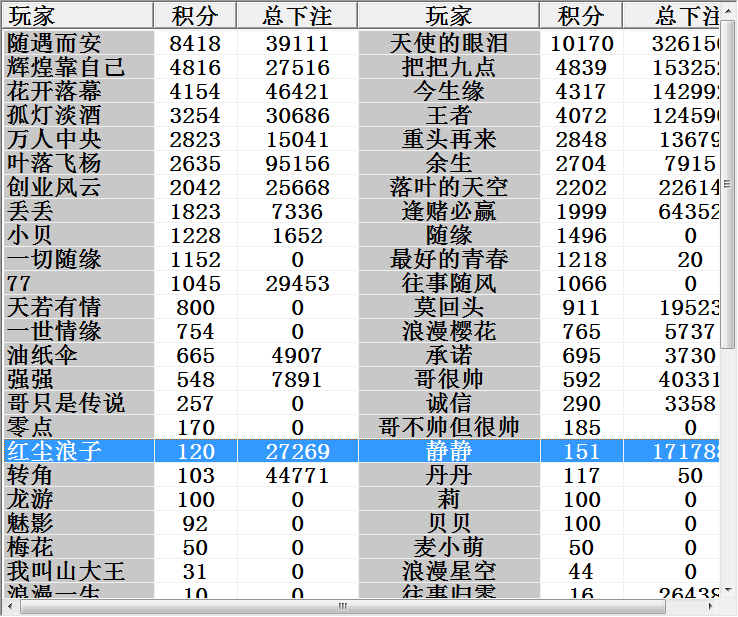 玩家 积分 总下注 玩家 积分 总下注
随遇而安 8418 39111 天使的眼泪 10170
辉煌靠自己 4816 27516 把把九点 4839
花开落幕 4154 46421 今生缘 4317
孤灯淡酒 3254 30686 王者 4072
万人中央 2823 15041 重头再来 2848 13679
叶落飞杨 2635 95156 余生 2704 7915
创业风云 2042 25668 落叶的天空 2202 22614
丢丢 1823 7336 逢赌必赢 1999 64352
小贝 1228 1652 随缘 1496 0
一切随缘 1152 0 最好的青春 1218 20
77 1045 29453 往事随风 1066 0
天若有情 800 0 莫回头 911 19523
一世情缘 754 0 浪漫樱花 765 5737
油纸伞 665 4907 承诺 695 3730
强强 548 7891 哥很帅 592 40331
哥只是传说 257 0 诚信 290 3358
零点 170 0 哥不帅但很帅 185 0
红尘浪子 120 27269 静静 151
转角 103 44771 丹丹 117 50
龙游 100 0 莉 100 0
魅影 92 0 贝贝 100 0
梅花 50 0 麦小萌 50 0
我叫山大王 31 0 浪漫星空 44 0
浪漫一生 10 0 往事归零 16 26438